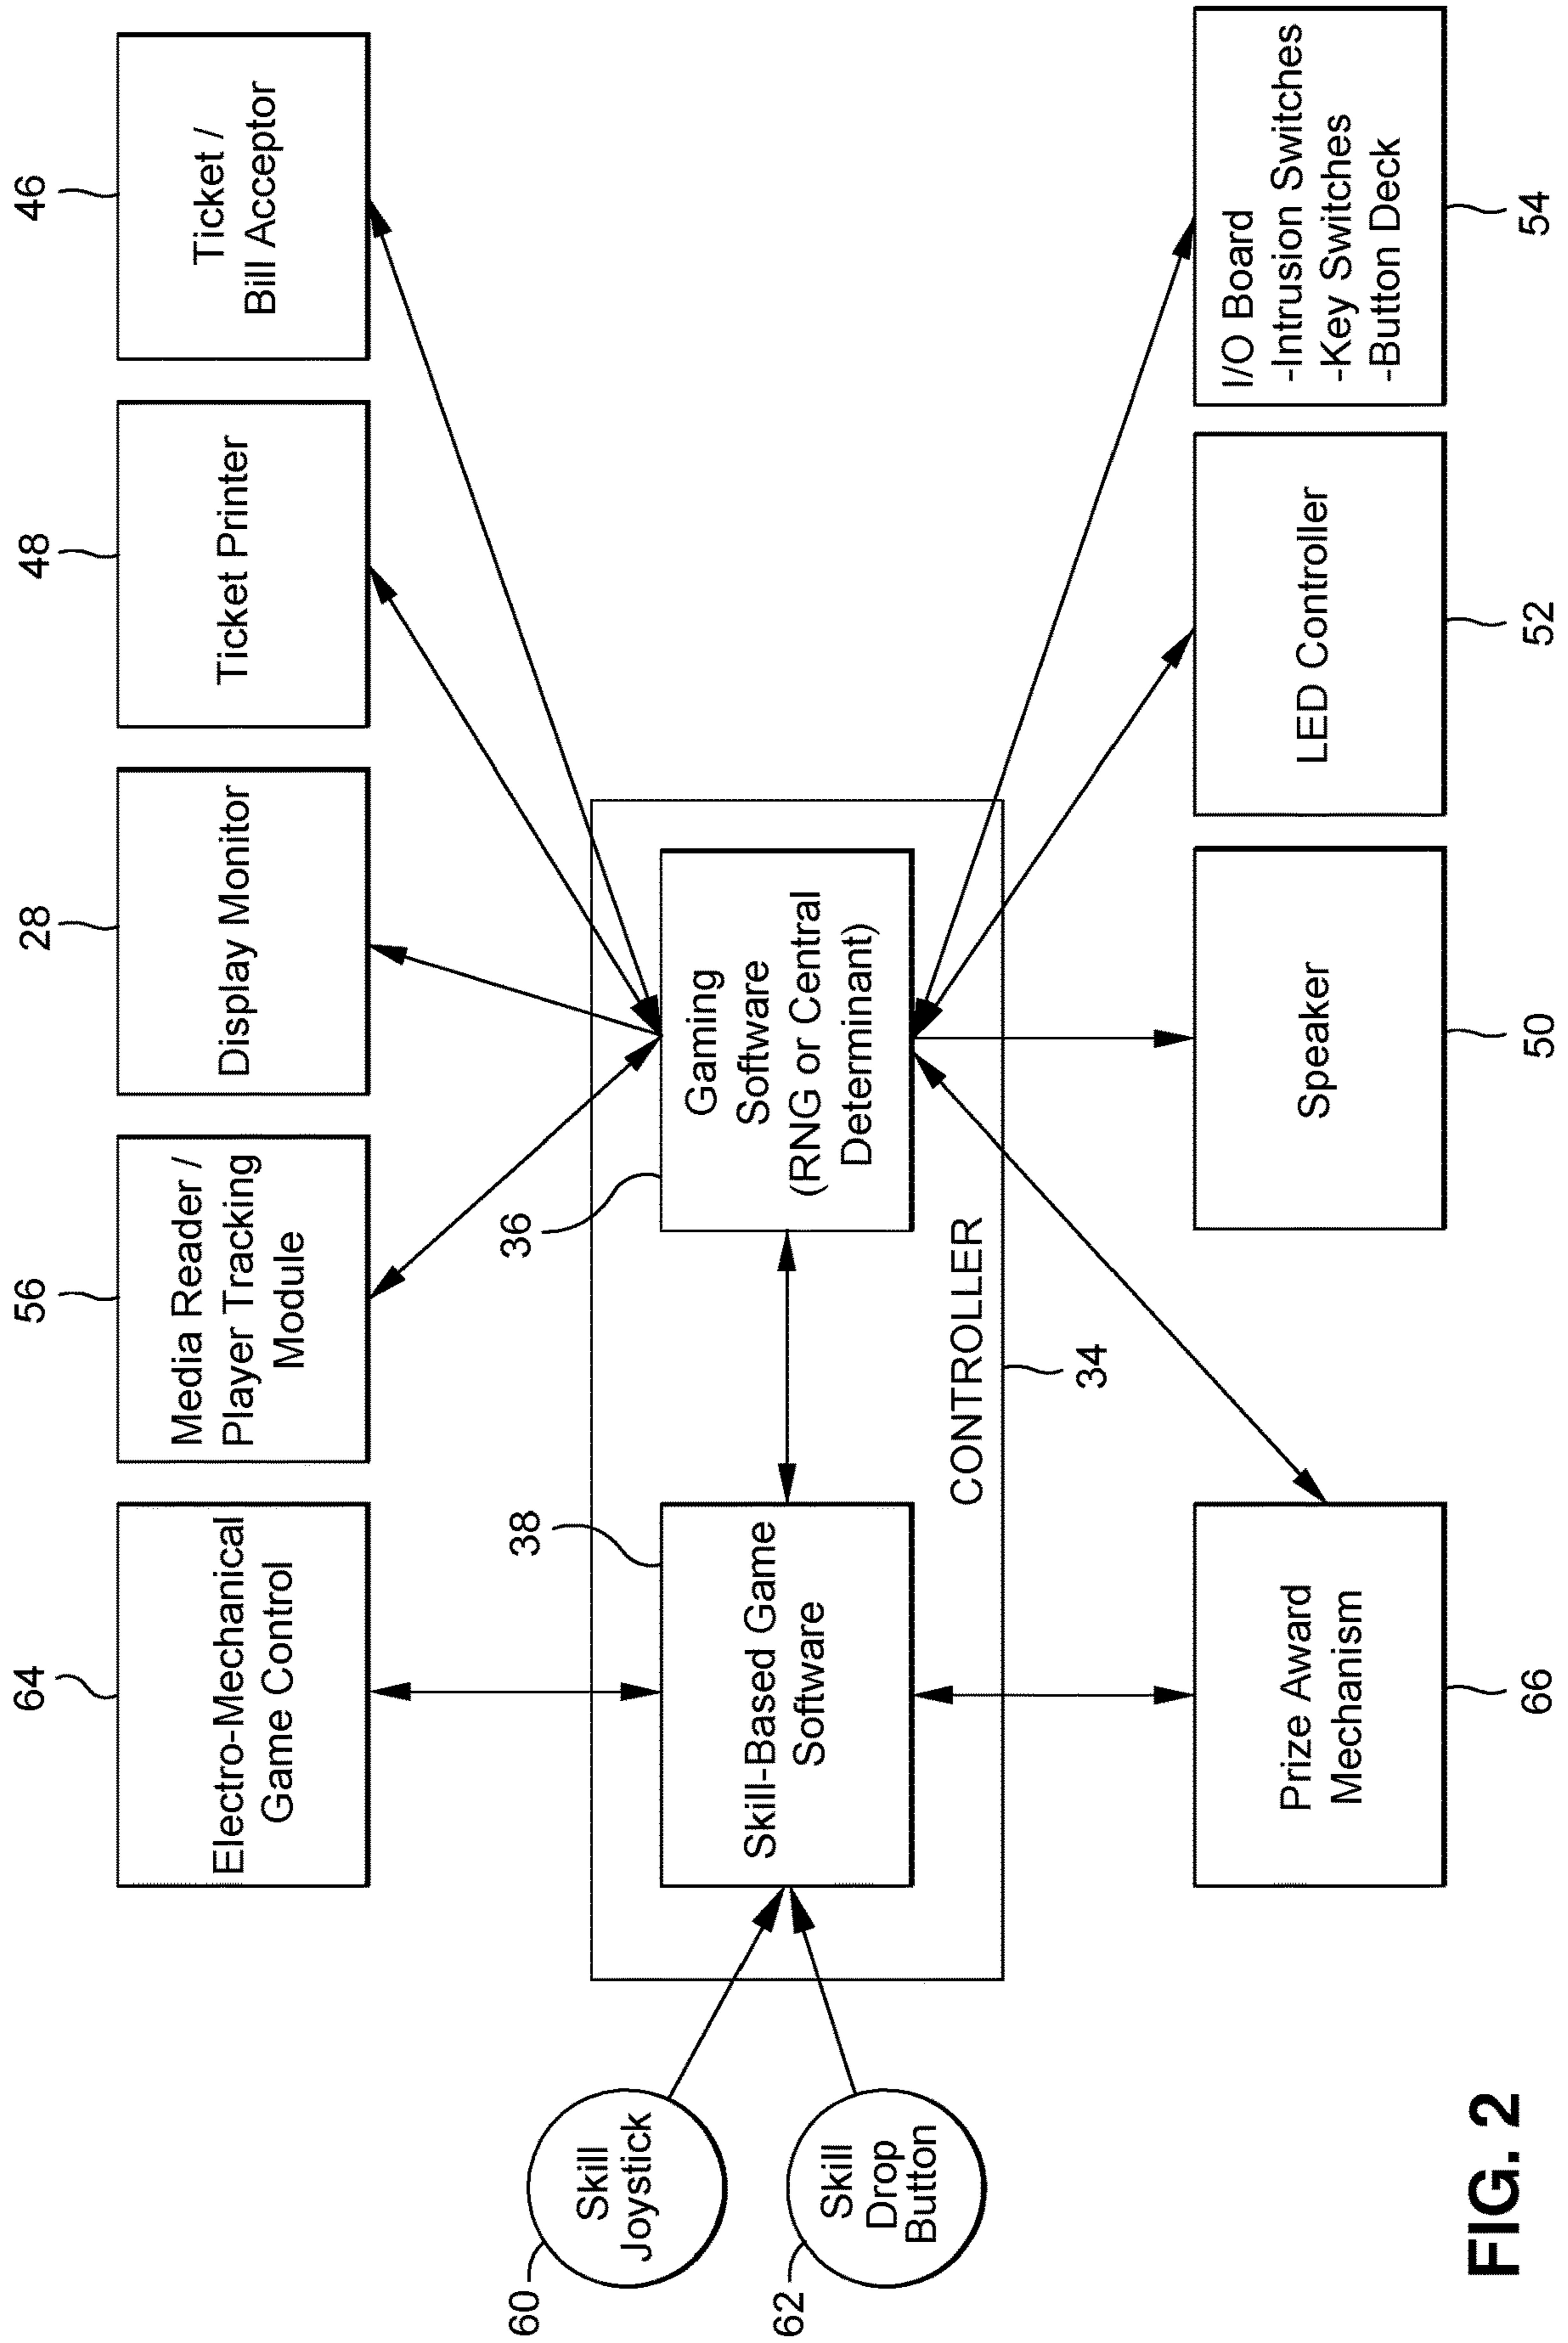 64
Electro-Mechanical
Game Control
56
Media Reader /
Player Tracking
Module
28
Display Monitor
48
Ticket Printer
46
Ticket /
Bill Acceptor
60
Skill
Joystick
62
Skill
Drop
Button
38
Skill-Based Game
Software
36
Gaming
Software
(RNG or Central
Determinant)
CONTROLLER
34
Prize Award
Mechanism
66
Speaker
50
LED Controller
52
I/O Board
-Intrusion Switches
-Key Switches
-Button Deck
54
FIG. 2